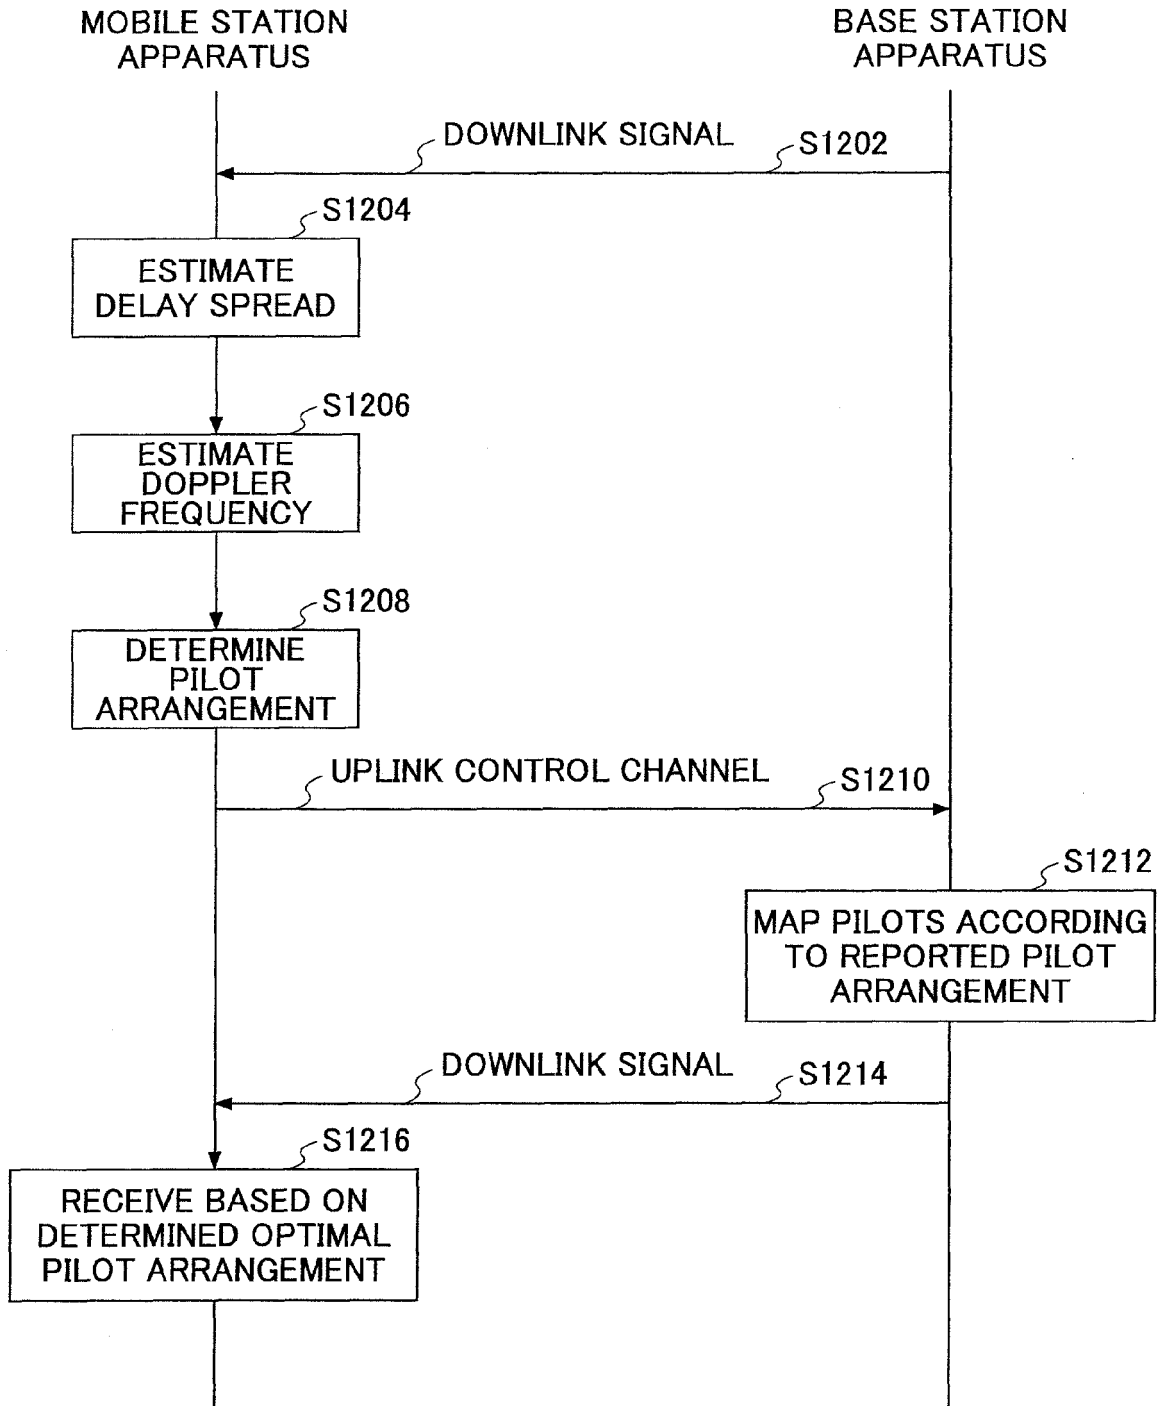 MOBILE STATION
APPARATUS
BASE STATION
APPARATUS
DOWNLINK SIGNAL
S1202
S1204
ESTIMATE
DELAY SPREAD
S1206
ESTIMATE
DOPPLER
FREQUENCY
S1208
DETERMINE
PILOT
ARRANGEMENT
UPLINK CONTROL CHANNEL
S1210
S1212
MAP PILOTS ACCORDING
TO REPORTED PILOT
ARRANGEMENT
DOWNLINK SIGNAL
S1214
S1216
RECEIVE BASED ON
DETERMINED OPTIMAL
PILOT ARRANGEMENT